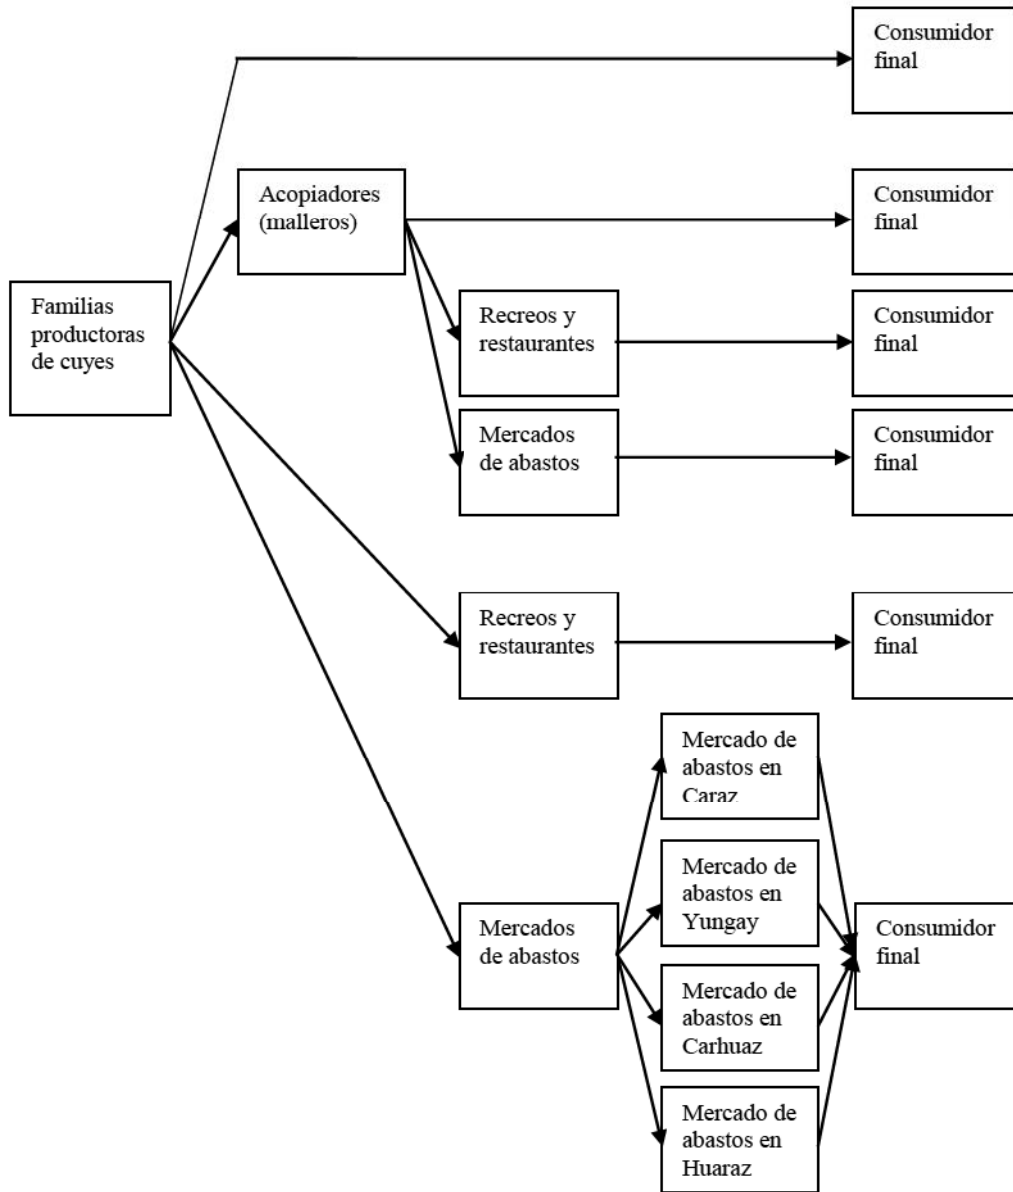 Consumidor
final
Acopiadores
(malleros)
Consumidor
final
Familias
productoras
de cuyes
Recreos y
restaurantes
Consumidor
final
Mercados
de abastos
Consumidor
final
Recreos y
restaurantes
Consumidor
final
Mercado de
abastos en
Caraz
Mercado de
abastos en
Yungay
Mercados
de abastos
Consumidor
final
Mercado de
abastos en
Carhuaz
Mercado de
abastos en
Huaraz